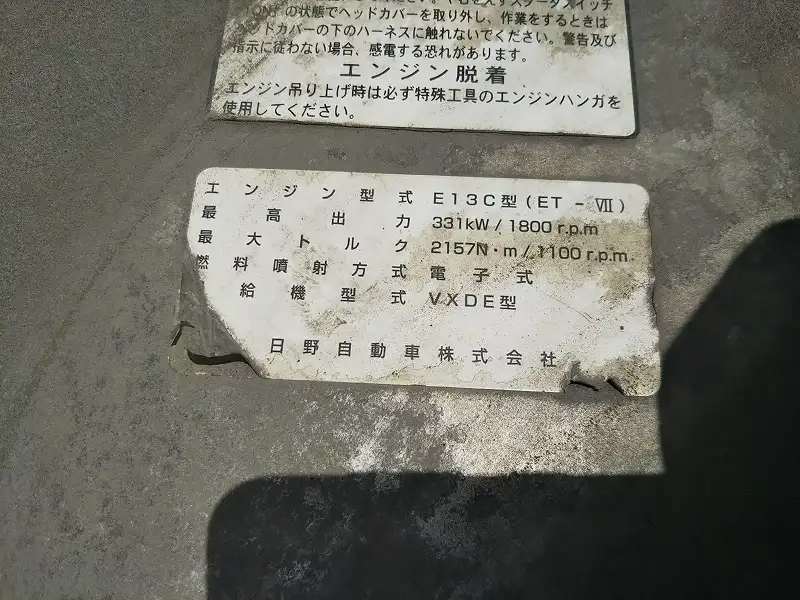 の状態でヘッドカバーを取り外し、作業をするときは
ッドカバーの下のハーネスに触れないでください。警告及び
指示に従わない場合、感電する恐れがあります。
エンジン脱着
エンジン吊り上げ時は必ず特殊工具のエンジンハンガを
使用してください。
エンジン型式 E13C型(ET-Ⅶ)
最高出力 331kW/1800r.p.m
最大トルク 2157N・m/1100r.p.m
燃料噴射方式 電子式
給機型式 VXDE型
日野自動車株式会社